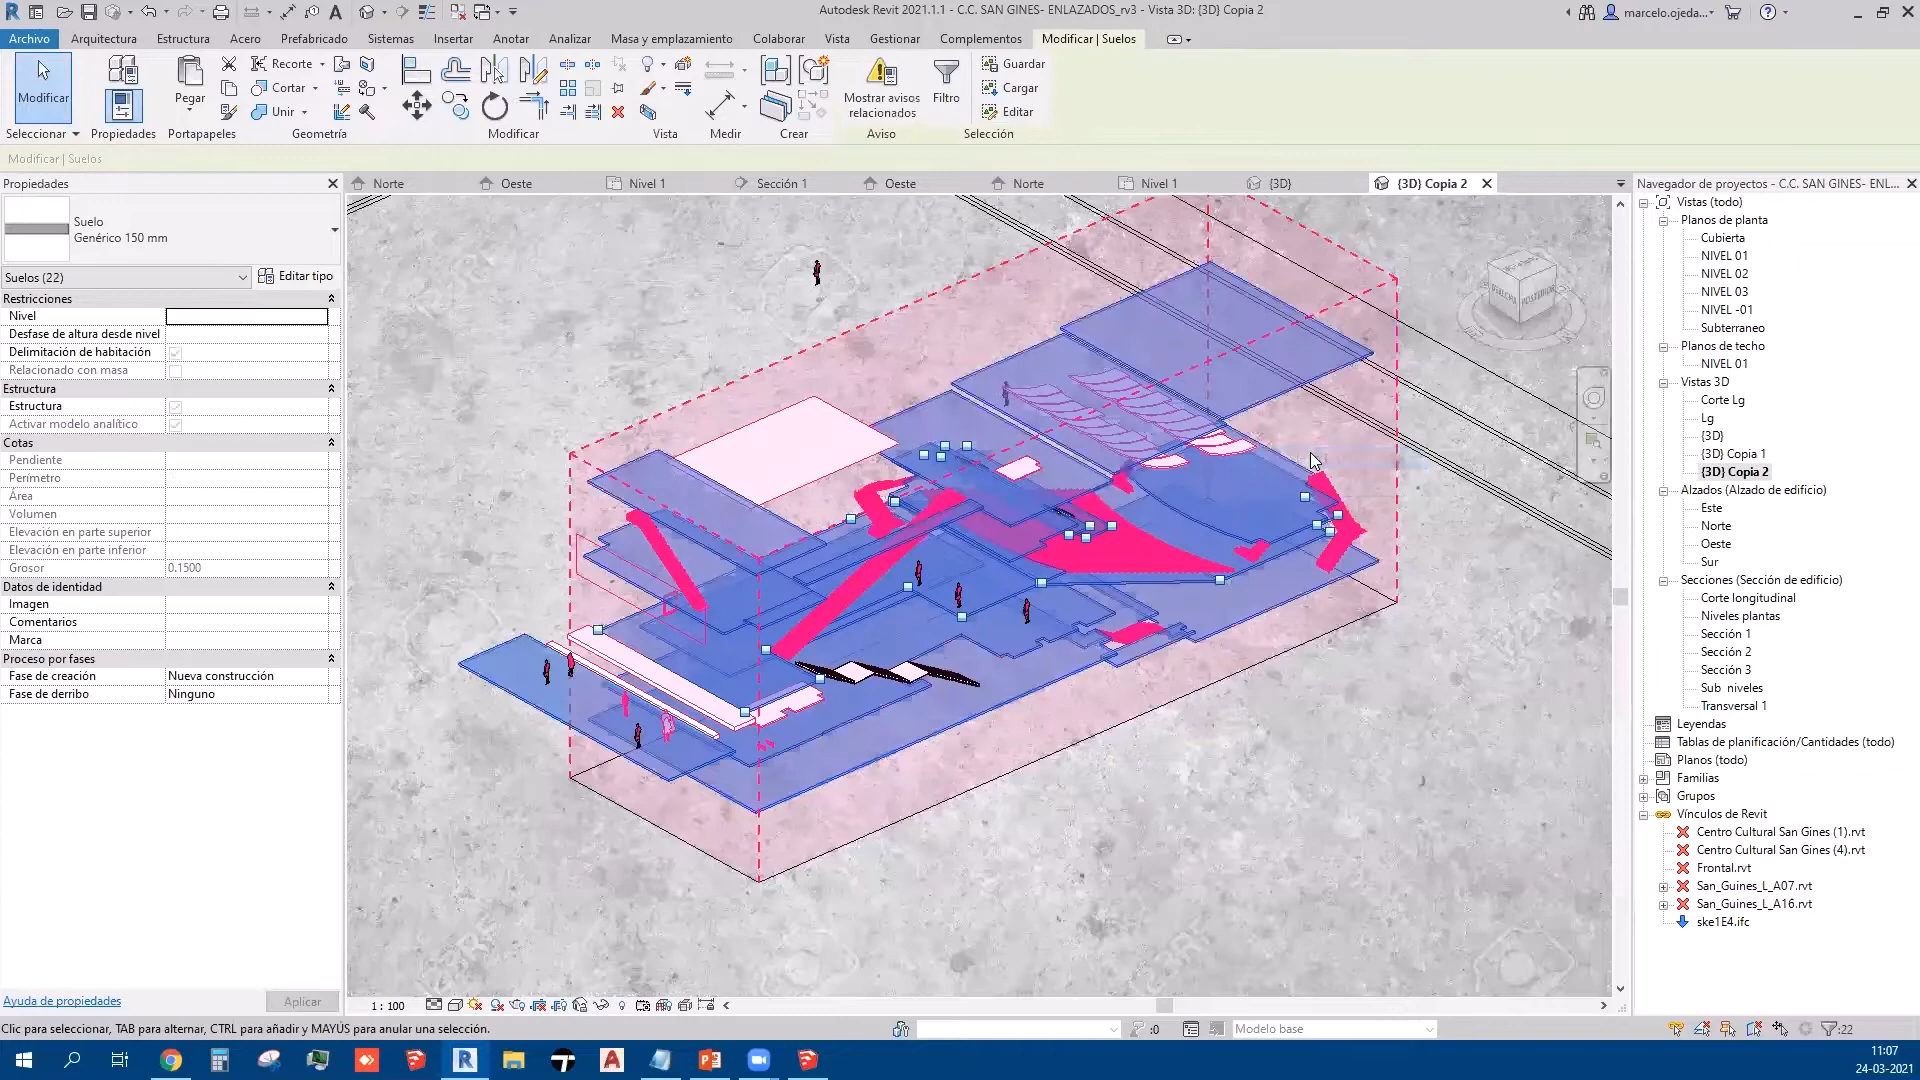 Autodesk Revit 2021.1.1 - C.C. SAN GINES- ENLAZADOS_rv3 - Vista 3D: {3D} Copia 2
marcelo.ojeda...
Archivo Arquitectura Estructura Acero Prefabricado Sistemas Insertar Anotar Analizar Masa y emplazamiento Colaborar Vista Gestionar Complementos Modificar | Suelos
Modificar Pegar Recorte Cortar Unir Mostrar avisos relacionados Filtro Guardar Cargar Editar
Seleccionar Propiedades Portapapeles Geometría Modificar Vista Medir Crear Aviso Selección
Modificar | Suelos
Propiedades
Norte Oeste Nivel 1 Sección 1 Oeste Norte Nivel 1 {3D} {3D} Copia 2
Navegador de proyectos - C.C. SAN GINES- ENL...
Suelo
Genérico 150 mm
Suelos (22) Editar tipo
Restricciones
Nivel
Desfase de altura desde nivel
Delimitación de habitación
Relacionado con masa
Estructura
Estructura
Activar modelo analítico
Cotas
Pendiente
Perímetro
Área
Volumen
Elevación en parte superior
Elevación en parte inferior
Grosor 0.1500
Datos de identidad
Imagen
Comentarios
Marca
Proceso por fases
Fase de creación Nueva construcción
Fase de derribo Ninguno
Ayuda de propiedades Aplicar
Vistas (todo)
Planos de planta
Cubierta
NIVEL 01
NIVEL 02
NIVEL 03
NIVEL -01
Subterraneo
Planos de techo
NIVEL 01
Vistas 3D
Corte Lg
Lg
{3D}
{3D} Copia 1
{3D} Copia 2
Alzados (Alzado de edificio)
Este
Norte
Oeste
Sur
Secciones (Sección de edificio)
Corte longitudinal
Niveles plantas
Sección 1
Sección 2
Sección 3
Sub niveles
Transversal 1
Leyendas
Tablas de planificación/Cantidades (todo)
Planos (todo)
Familias
Grupos
Vínculos de Revit
Centro Cultural San Gines (1).rvt
Centro Cultural San Gines (4).rvt
Frontal.rvt
San_Guines_L_A07.rvt
San_Guines_L_A16.rvt
ske1E4.ifc
1 : 100
Clic para seleccionar, TAB para alternar, CTRL para añadir y MAYÚS para anular una selección.
:0 Modelo base :22
11:07
24-03-2021